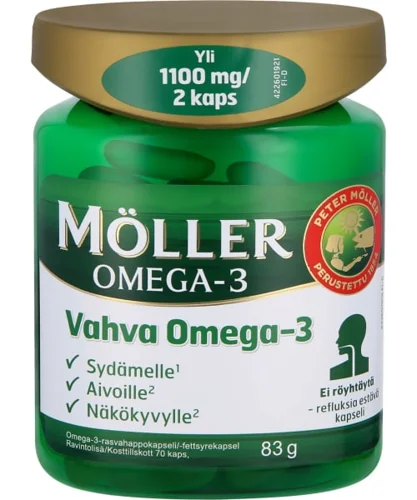 Yli
1100 mg/
2 kaps
422601921
FI-D
MÖLLER
OMEGA-3
PETER MÖLLER
PERUSTETTU 1854
Vahva Omega-3
✓ Sydämelle¹
✓ Aivoille²
✓ Näkökyvylle²
Ei röyhtäytä
- refluksia estävä
kapseli
Omega-3-rasvahappokapseli/-fettsyrekapsel
Ravintolisä/Kosttillskott 70 kaps,
83 g